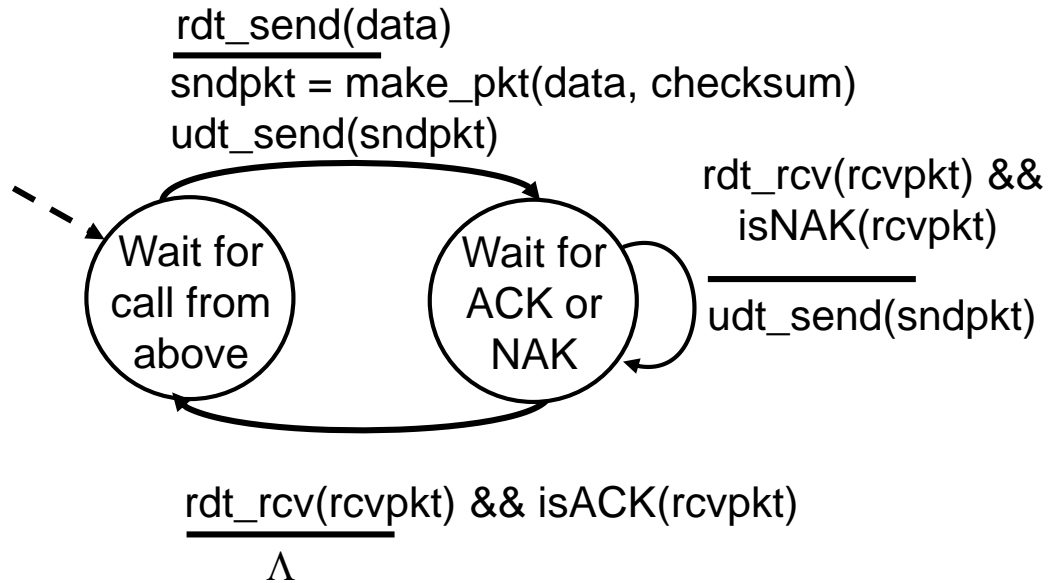 rdt_send(data)
sndpkt = make_pkt(data, checksum)
udt_send(sndpkt)
Wait for
call from
above
Wait for
ACK or
NAK
rdt_rcv(rcvpkt) &&
isNAK(rcvpkt)
udt_send(sndpkt)
rdt_rcv(rcvpkt) && isACK(rcvpkt)
Λ